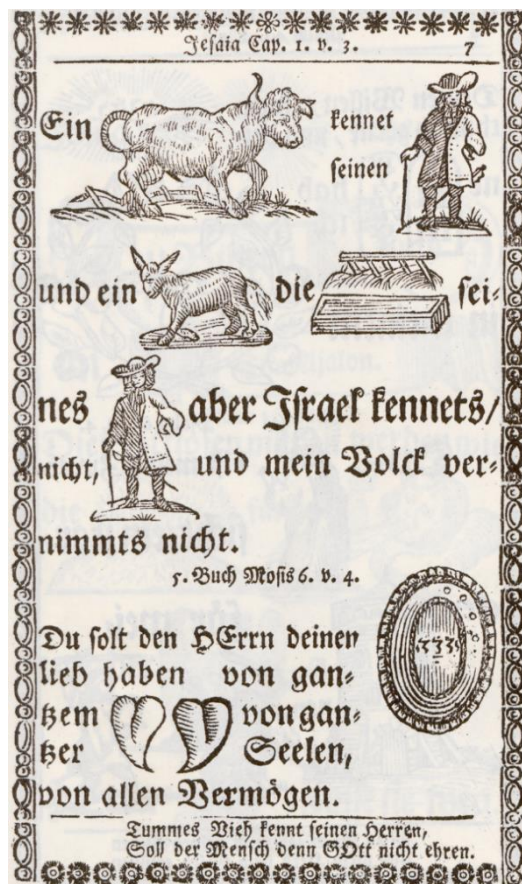 Jesaia Cap. 1. v. 3. 7
Ein kennet
seinen
und ein die sei⸗
nes aber Israel kennets/
nicht, und mein Volck ver⸗
nimmts nicht.
5. Buch Mosis 6. v. 4.
Du solt den HErrn deinen
lieb haben von gan⸗
tzem von gan⸗
tzer Seelen,
von allen Vermögen.
Tummes Vieh kennt seinen Herren,
Soll der Mensch denn GOtt nicht ehren.